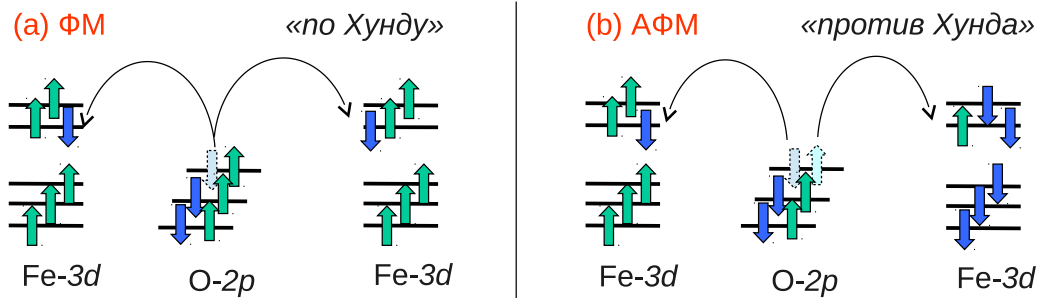 (a) ФМ «по Хунду»
Fe-3d O-2p Fe-3d
(b) АФМ «против Хунда»
Fe-3d O-2p Fe-3d